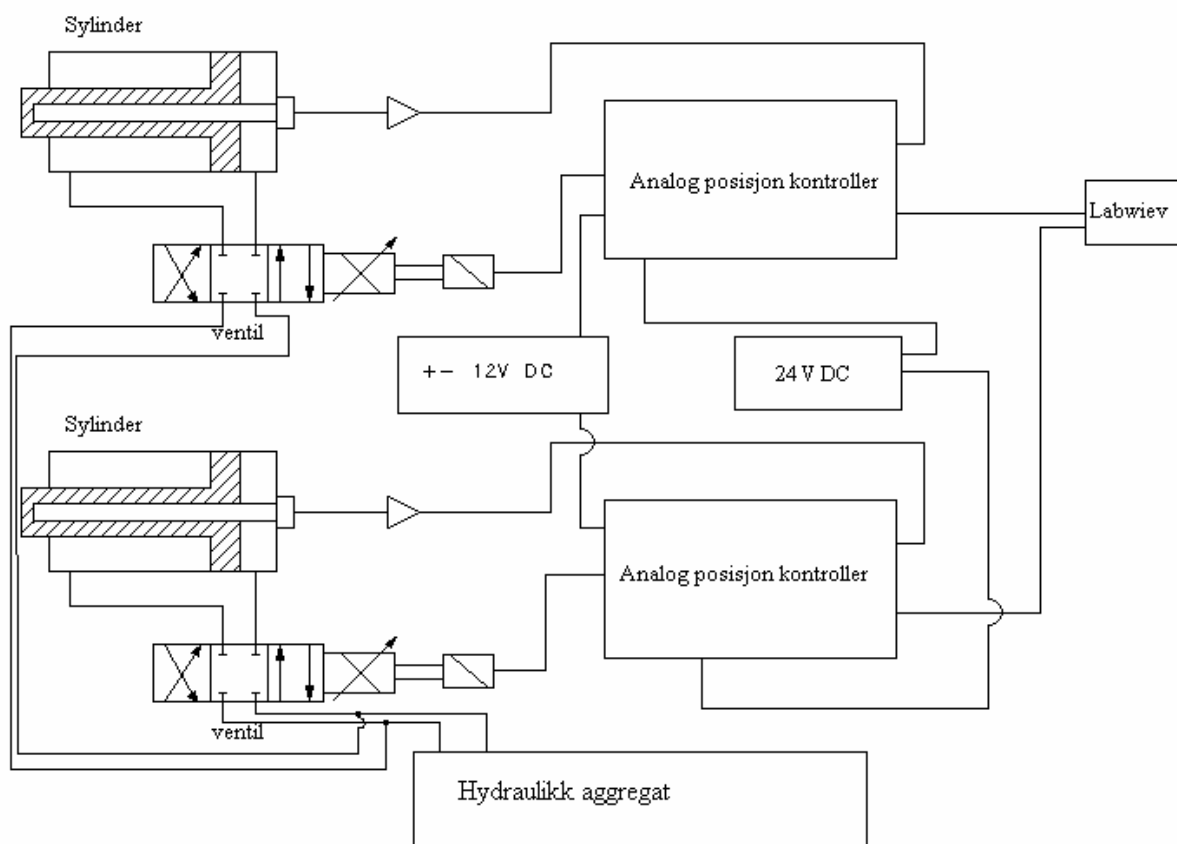 Sylinder
Analog posisjon kontroller
Labwiev
ventil
+- 12V DC
24 V DC
Sylinder
Analog posisjon kontroller
ventil
Hydraulikk aggregat